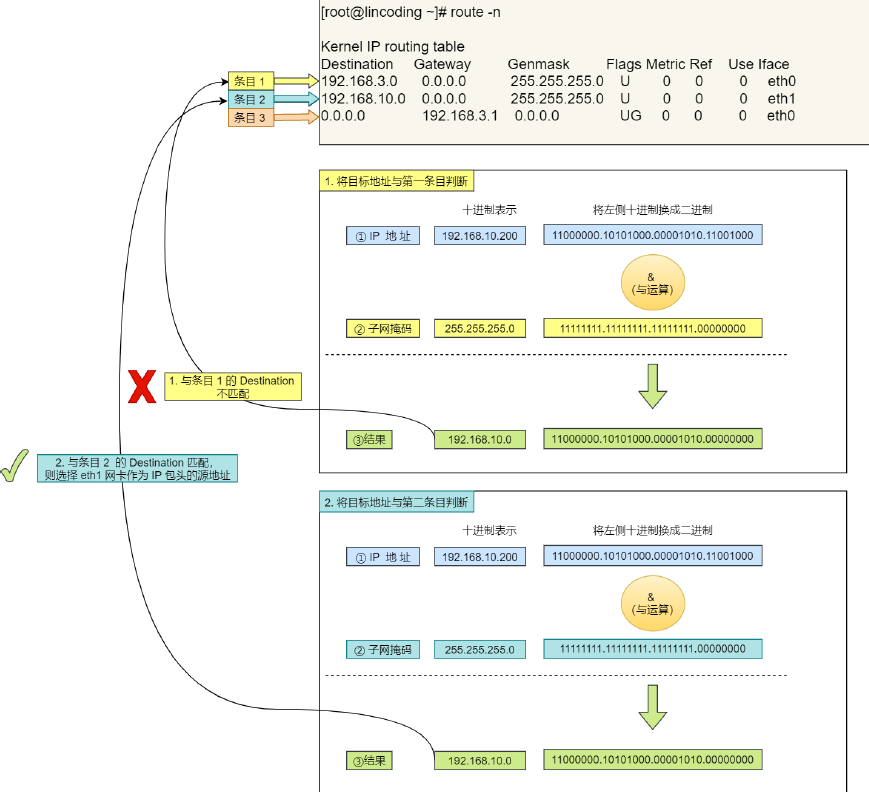 [root@lincoding ~]# route -n
Kernel IP routing table
Destination Gateway Genmask Flags Metric Ref Use Iface
条目 1 192.168.3.0 0.0.0.0 255.255.255.0 U 0 0 0 eth0
条目 2 192.168.10.0 0.0.0.0 255.255.255.0 U 0 0 0 eth1
条目 3 0.0.0.0 192.168.3.1 0.0.0.0 UG 0 0 0 eth0
1. 将目标地址与第一条目判断
十进制表示 将左侧十进制换成二进制
① IP 地 址 192.168.10.200 11000000.10101000.00001010.11001000
&
(与运算)
② 子网掩码 255.255.255.0 11111111.11111111.11111111.00000000
1. 与条目 1 的 Destination
不匹配
③结果 192.168.10.0 11000000.10101000.00001010.00000000
2. 与条目 2 的 Destination 匹配,
则选择 eth1 网卡作为 IP 包头的源地址
2. 将目标地址与第二条目判断
十进制表示 将左侧十进制换成二进制
① IP 地 址 192.168.10.200 11000000.10101000.00001010.11001000
&
(与运算)
② 子网掩码 255.255.255.0 11111111.11111111.11111111.00000000
③结果 192.168.10.0 11000000.10101000.00001010.00000000